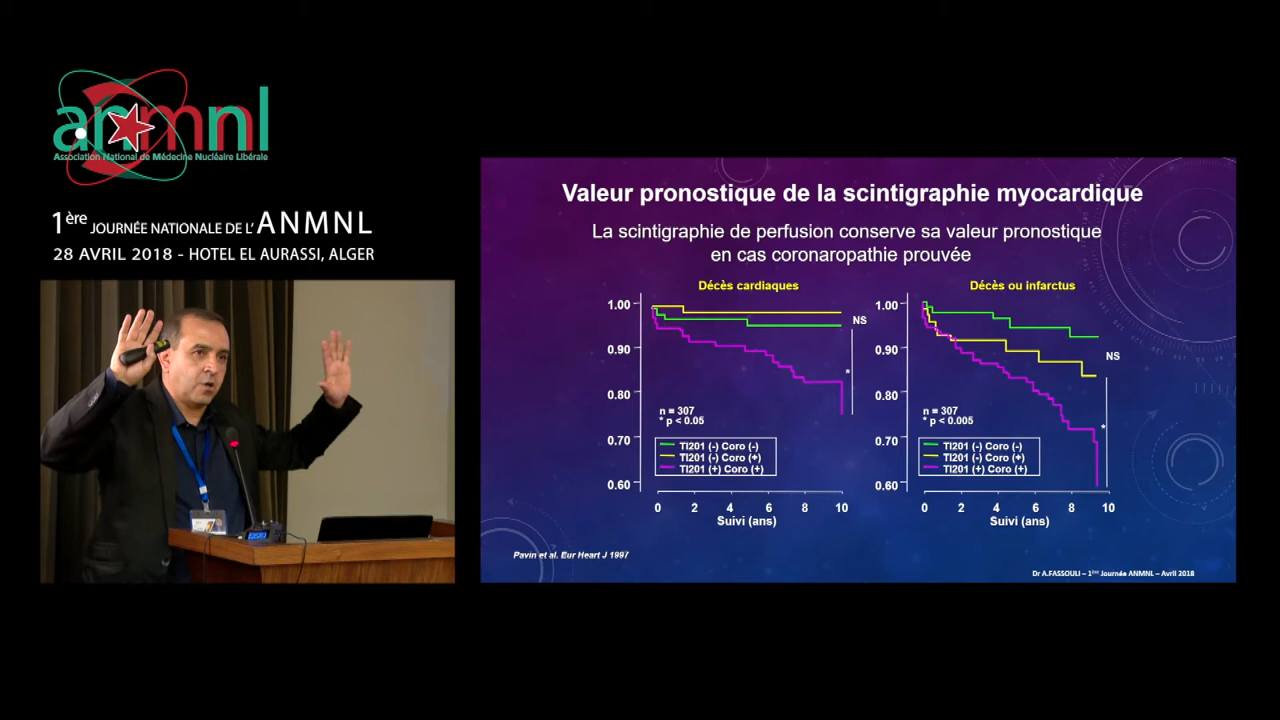 anmnl
Association National de Médecine Nucléaire Libérale
1ère JOURNÉE NATIONALE DE L' ANMNL
28 AVRIL 2018 - HOTEL EL AURASSI, ALGER
Valeur pronostique de la scintigraphie myocardique
La scintigraphie de perfusion conserve sa valeur pronostique
en cas coronaropathie prouvée
Décès cardiaques
1.00
0.90
0.80
0.70
0.60
NS
*
n = 307
* p < 0.05
Tl201 (-) Coro (-)
Tl201 (-) Coro (+)
Tl201 (+) Coro (+)
0 2 4 6 8 10
Suivi (ans)
Décès ou infarctus
1.00
0.90
0.80
0.70
0.60
NS
*
n = 307
* p < 0.005
Tl201 (-) Coro (-)
Tl201 (-) Coro (+)
Tl201 (+) Coro (+)
0 2 4 6 8 10
Suivi (ans)
Pavin et al. Eur Heart J 1997
Dr A.FASSOULI – 1ère Journée ANMNL – Avril 2018